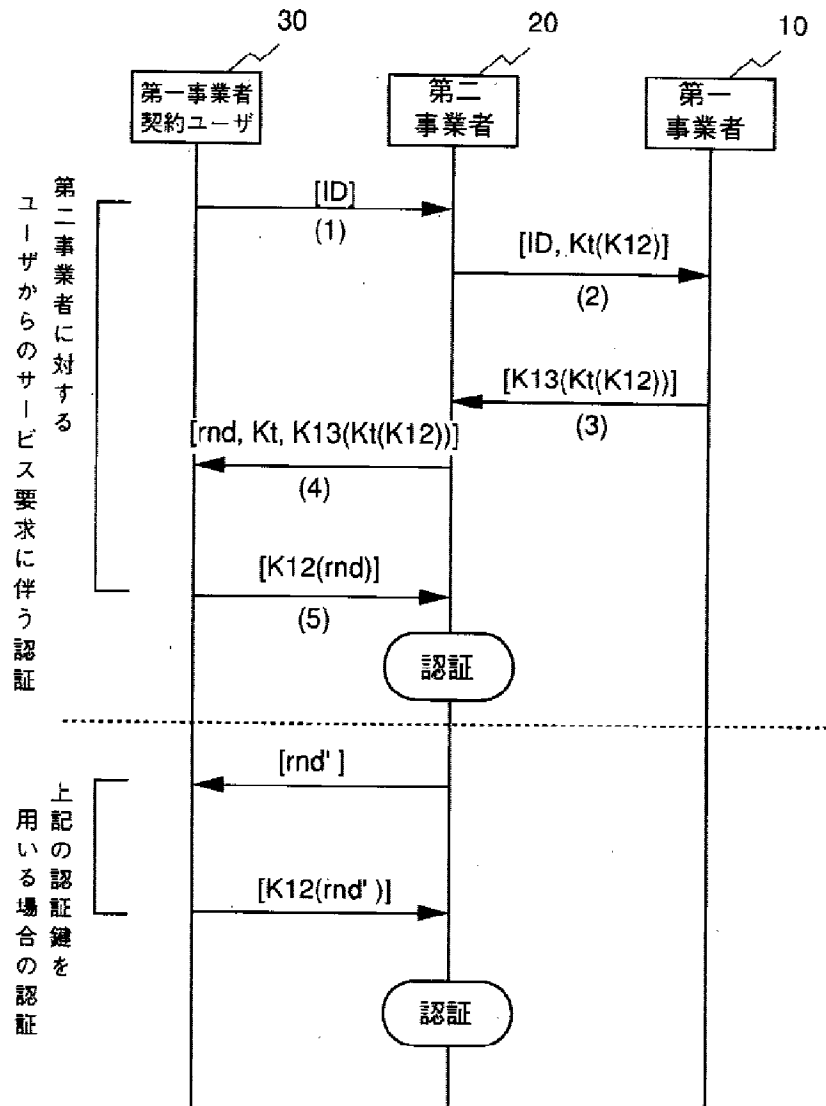 30
20
10
第一事業者
契約ユーザ
第二
事業者
第一
事業者
第二事業者に対する
ユーザからのサービス要求に伴う認証
[ID]
(1)
[ID, Kt(K12)]
(2)
[K13(Kt(K12))]
(3)
[rnd, Kt, K13(Kt(K12))]
(4)
[K12(rnd)]
(5)
認証
[rnd' ]
上記の認証鍵を
用いる場合の認証
[K12(rnd' )]
認証